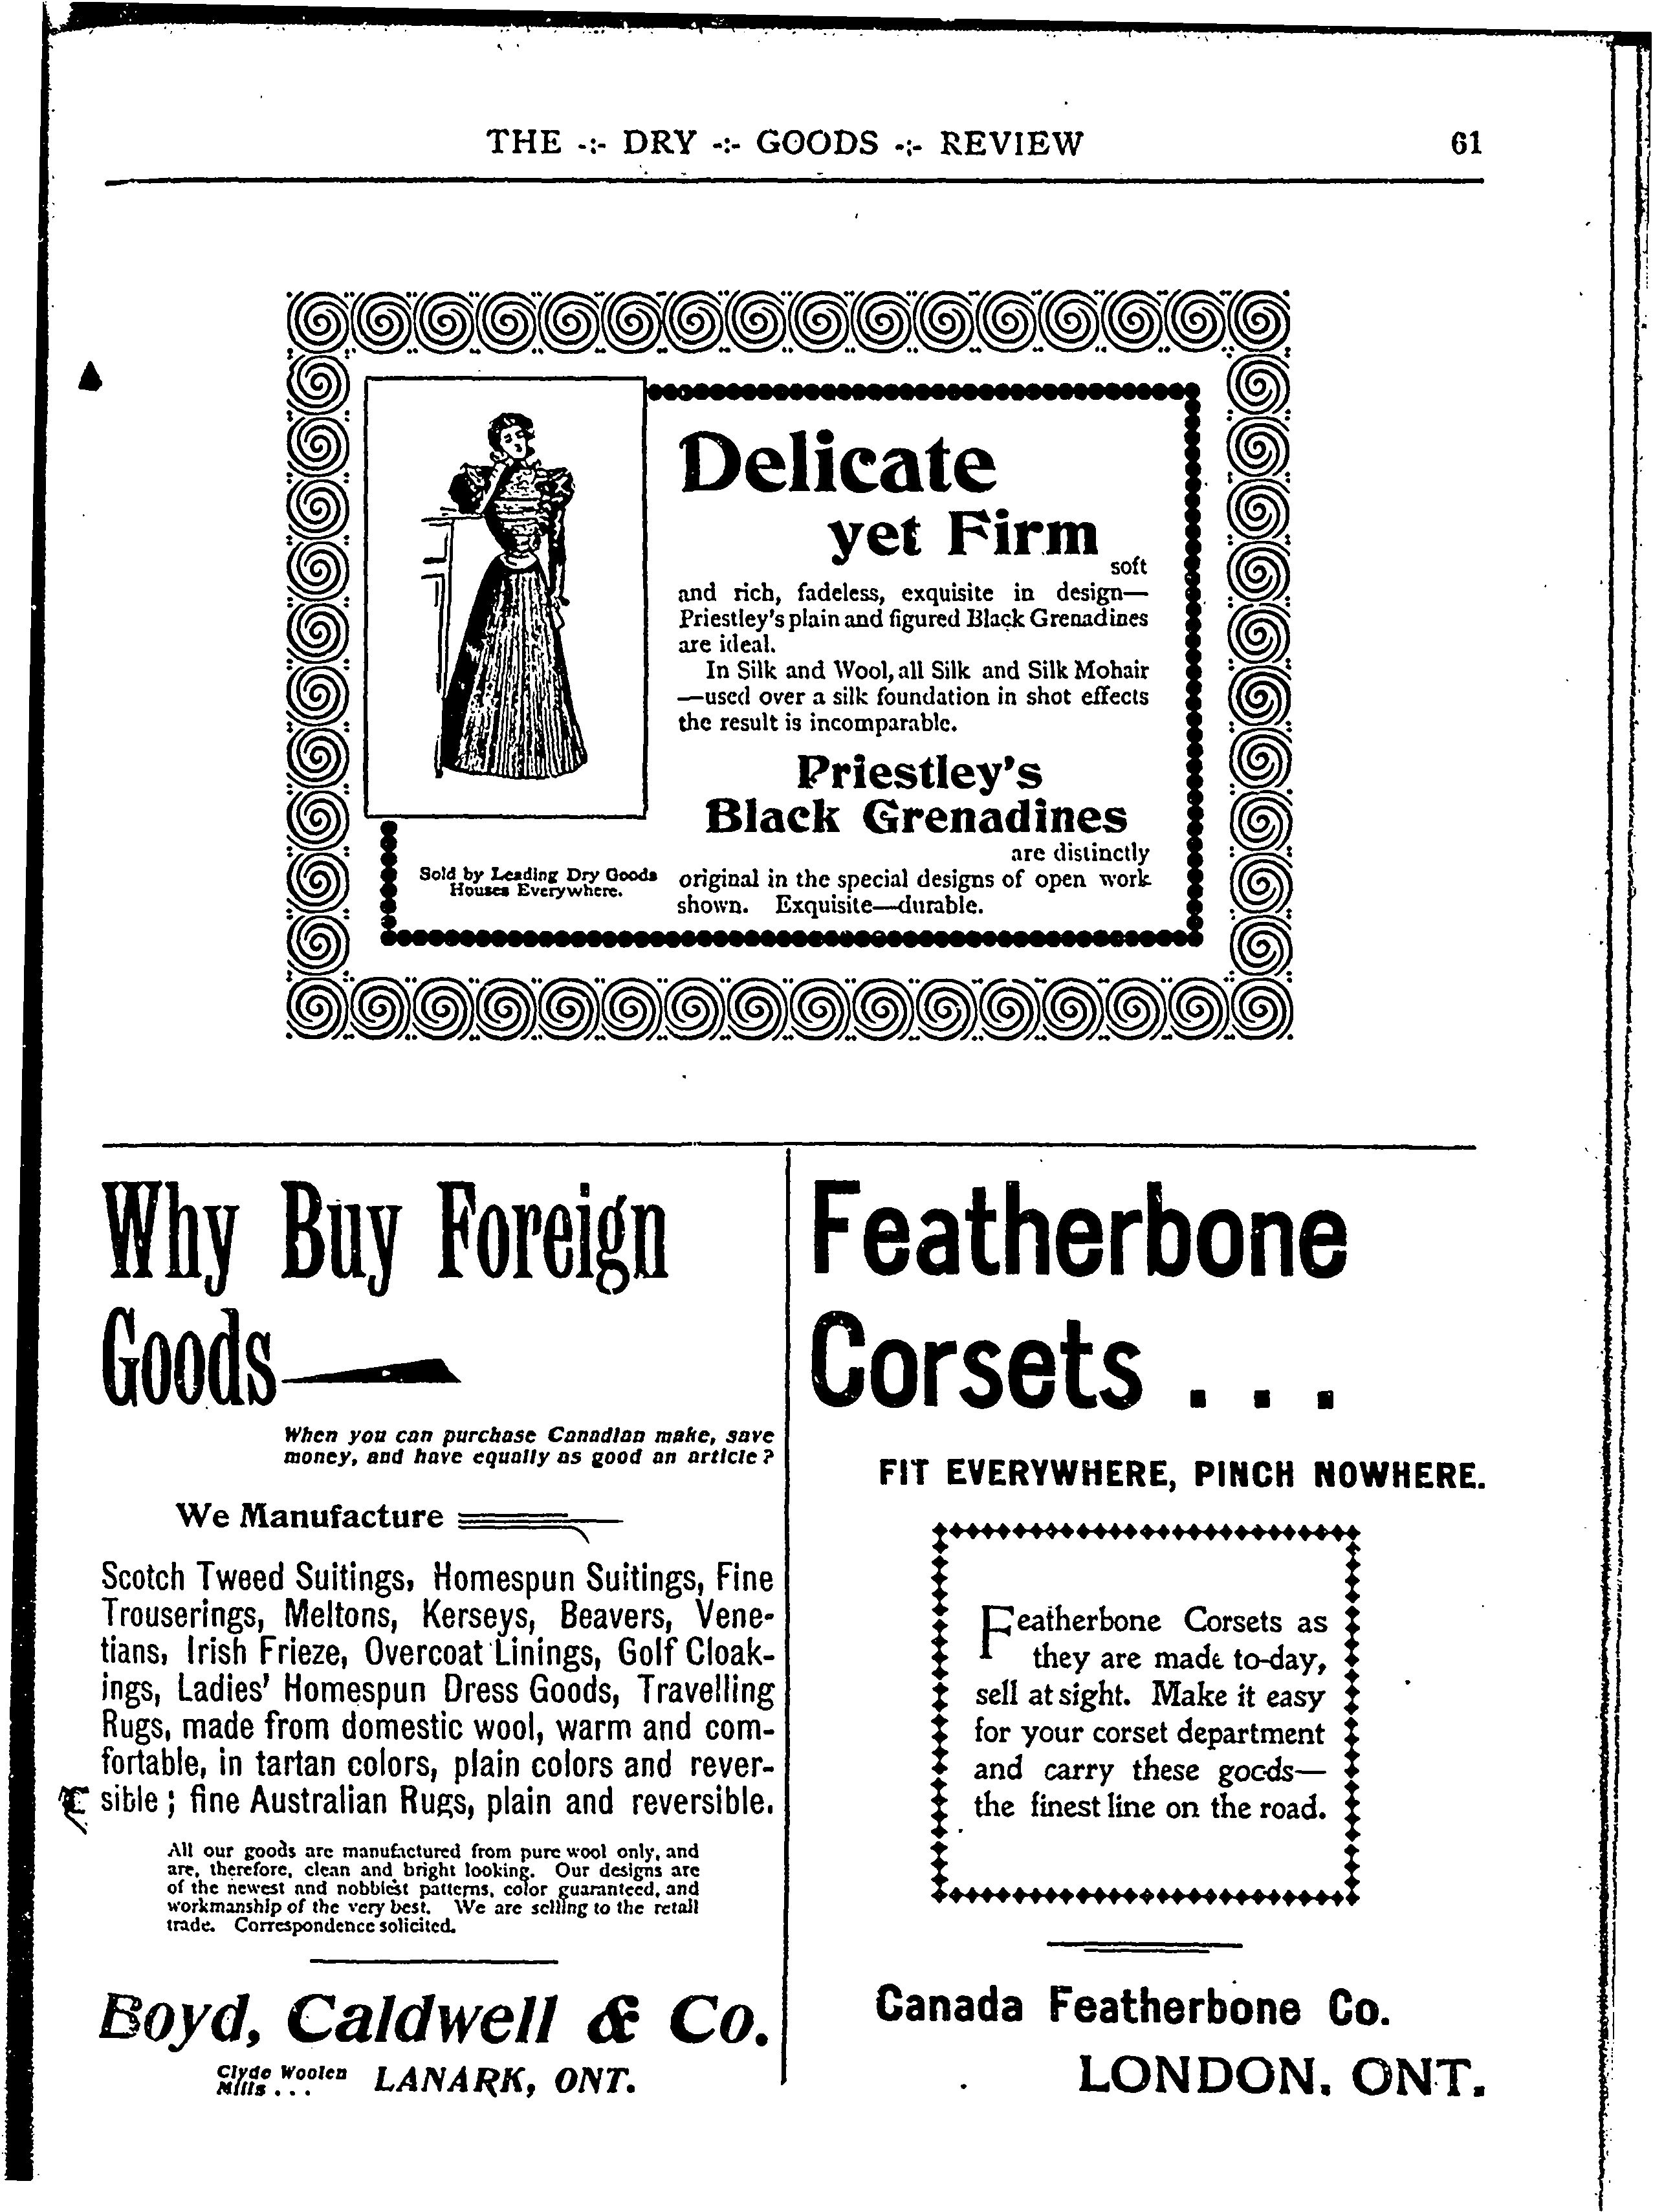 THE -:- DRY -:- GOODS -:- REVIEW 61
Delicate
yet Firm
soft
and rich, fadeless, exquisite in design—
Priestley's plain and figured Black Grenadines
are ideal.
In Silk and Wool, all Silk and Silk Mohair
—used over a silk foundation in shot effects
the result is incomparable.
Priestley's
Black Grenadines
are distinctly
original in the special designs of open work
shown. Exquisite—durable.
Sold by Leading Dry Goods
Houses Everywhere.
Why Buy Foreign
Goods
When you can purchase Canadian make, save
money, and have equally as good an article?
We Manufacture
Scotch Tweed Suitings, Homespun Suitings, Fine
Trouserings, Meltons, Kerseys, Beavers, Vene-
tians, Irish Frieze, Overcoat Linings, Golf Cloak-
ings, Ladies' Homespun Dress Goods, Travelling
Rugs, made from domestic wool, warm and com-
fortable, in tartan colors, plain colors and rever-
sible; fine Australian Rugs, plain and reversible.
All our goods are manufactured from pure wool only, and
are, therefore, clean and bright looking. Our designs are
of the newest and nobbiest patterns, color guaranteed, and
workmanship of the very best. We are selling to the retail
trade. Correspondence solicited.
Boyd, Caldwell & Co.
Clyde Woolen
Mills . . . LANARK, ONT.
Featherbone
Corsets . . .
FIT EVERYWHERE, PINCH NOWHERE.
Featherbone Corsets as
they are made to-day,
sell at sight. Make it easy
for your corset department
and carry these goods—
the finest line on the road.
Canada Featherbone Co.
LONDON, ONT.